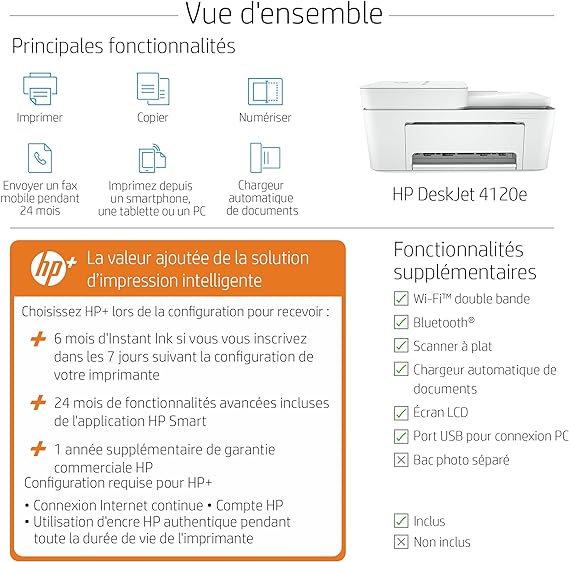 Vue d'ensemble
Principales fonctionnalités
Imprimer
Copier
Numériser
Envoyer un fax
mobile pendant
24 mois
Imprimez depuis
un smartphone,
une tablette ou un PC
Chargeur
automatique
de documents
HP DeskJet 4120e
hp+
La valeur ajoutée de la solution
d'impression intelligente
Choisissez HP+ lors de la configuration pour recevoir :
6 mois d'Instant Ink si vous vous inscrivez
dans les 7 jours suivant la configuration de
votre imprimante
24 mois de fonctionnalités avancées incluses
de l'application HP Smart
1 année supplémentaire de garantie
commerciale HP
Configuration requise pour HP+
• Connexion Internet continue • Compte HP
• Utilisation d'encre HP authentique pendant
toute la durée de vie de l'imprimante
Fonctionnalités
supplémentaires
Wi-Fi™ double bande
Bluetooth®
Scanner à plat
Chargeur automatique de
documents
Écran LCD
Port USB pour connexion PC
Bac photo séparé
Inclus
Non inclus